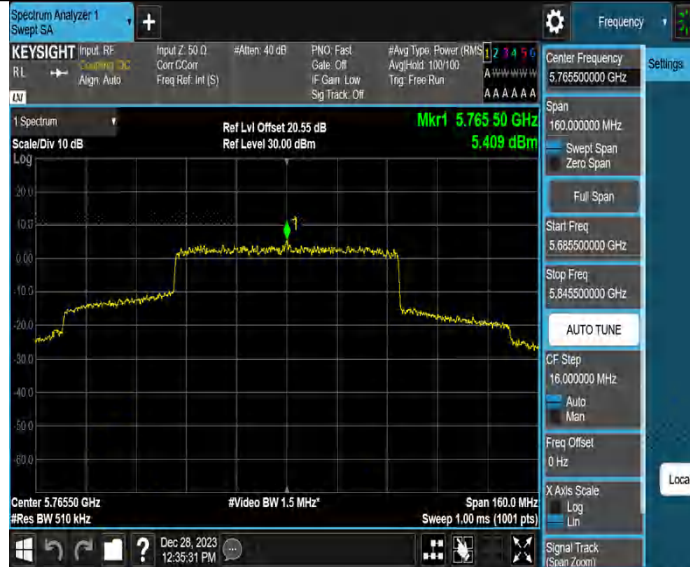 Spectrum Analyzer 1
Swept SA
+
Frequency
KEYSIGHT
RL
Input: RF
Coupling: DC
Align: Auto
Input Z: 50 Ω
Corr CCorr
Freq Ref: Int (S)
#Atten: 40 dB
PNO: Fast
Gate: Off
IF Gain: Low
Sig Track: Off
#Avg Type: Power (RMS
Avg|Hold: 100/100
Trig: Free Run
1 2 3 4 5 6
A W W W W W
A A A A A A
LXI
1 Spectrum
Scale/Div 10 dB
Ref Lvl Offset 20.55 dB
Ref Level 30.00 dBm
Mkr1 5.765 50 GHz
5.409 dBm
Log
20.0
10.0
0.00
-10.0
-20.0
-40.0
-50.0
-60.0
1
Center 5.76550 GHz
#Res BW 510 kHz
#Video BW 1.5 MHz*
Span 160.0 MHz
Sweep 1.00 ms (1001 pts)
Center Frequency
5.765500000 GHz
Settings
Span
160.000000 MHz
Swept Span
Zero Span
Full Span
Start Freq
5.685500000 GHz
Stop Freq
5.845500000 GHz
AUTO TUNE
CF Step
16.000000 MHz
Auto
Man
Freq Offset
0 Hz
X Axis Scale
Log
Lin
Signal Track
(Span Zoom)
Loca
?
Dec 28, 2023
12:35:31 PM